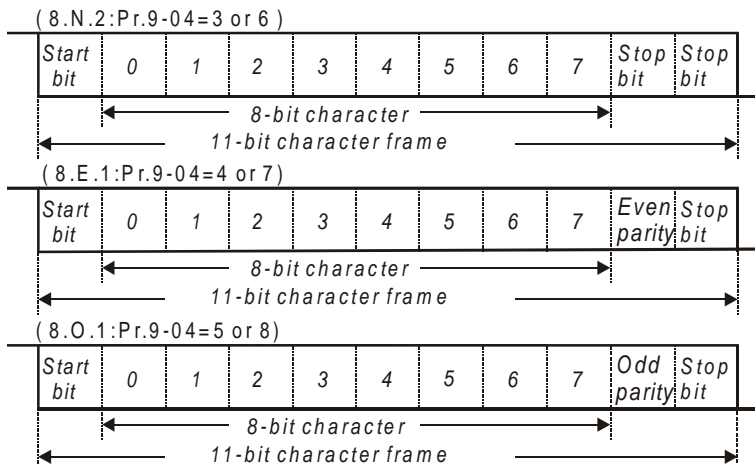 (8.N.2:Pr.9-04=3 or 6)
Start bit 0 1 2 3 4 5 6 7 Stop bit Stop bit
8-bit character
11-bit character frame
(8.E.1:Pr.9-04=4 or 7)
Start bit 0 1 2 3 4 5 6 7 Even parity Stop bit
8-bit character
11-bit character frame
(8.O.1:Pr.9-04=5 or 8)
Start bit 0 1 2 3 4 5 6 7 Odd parity Stop bit
8-bit character
11-bit character frame